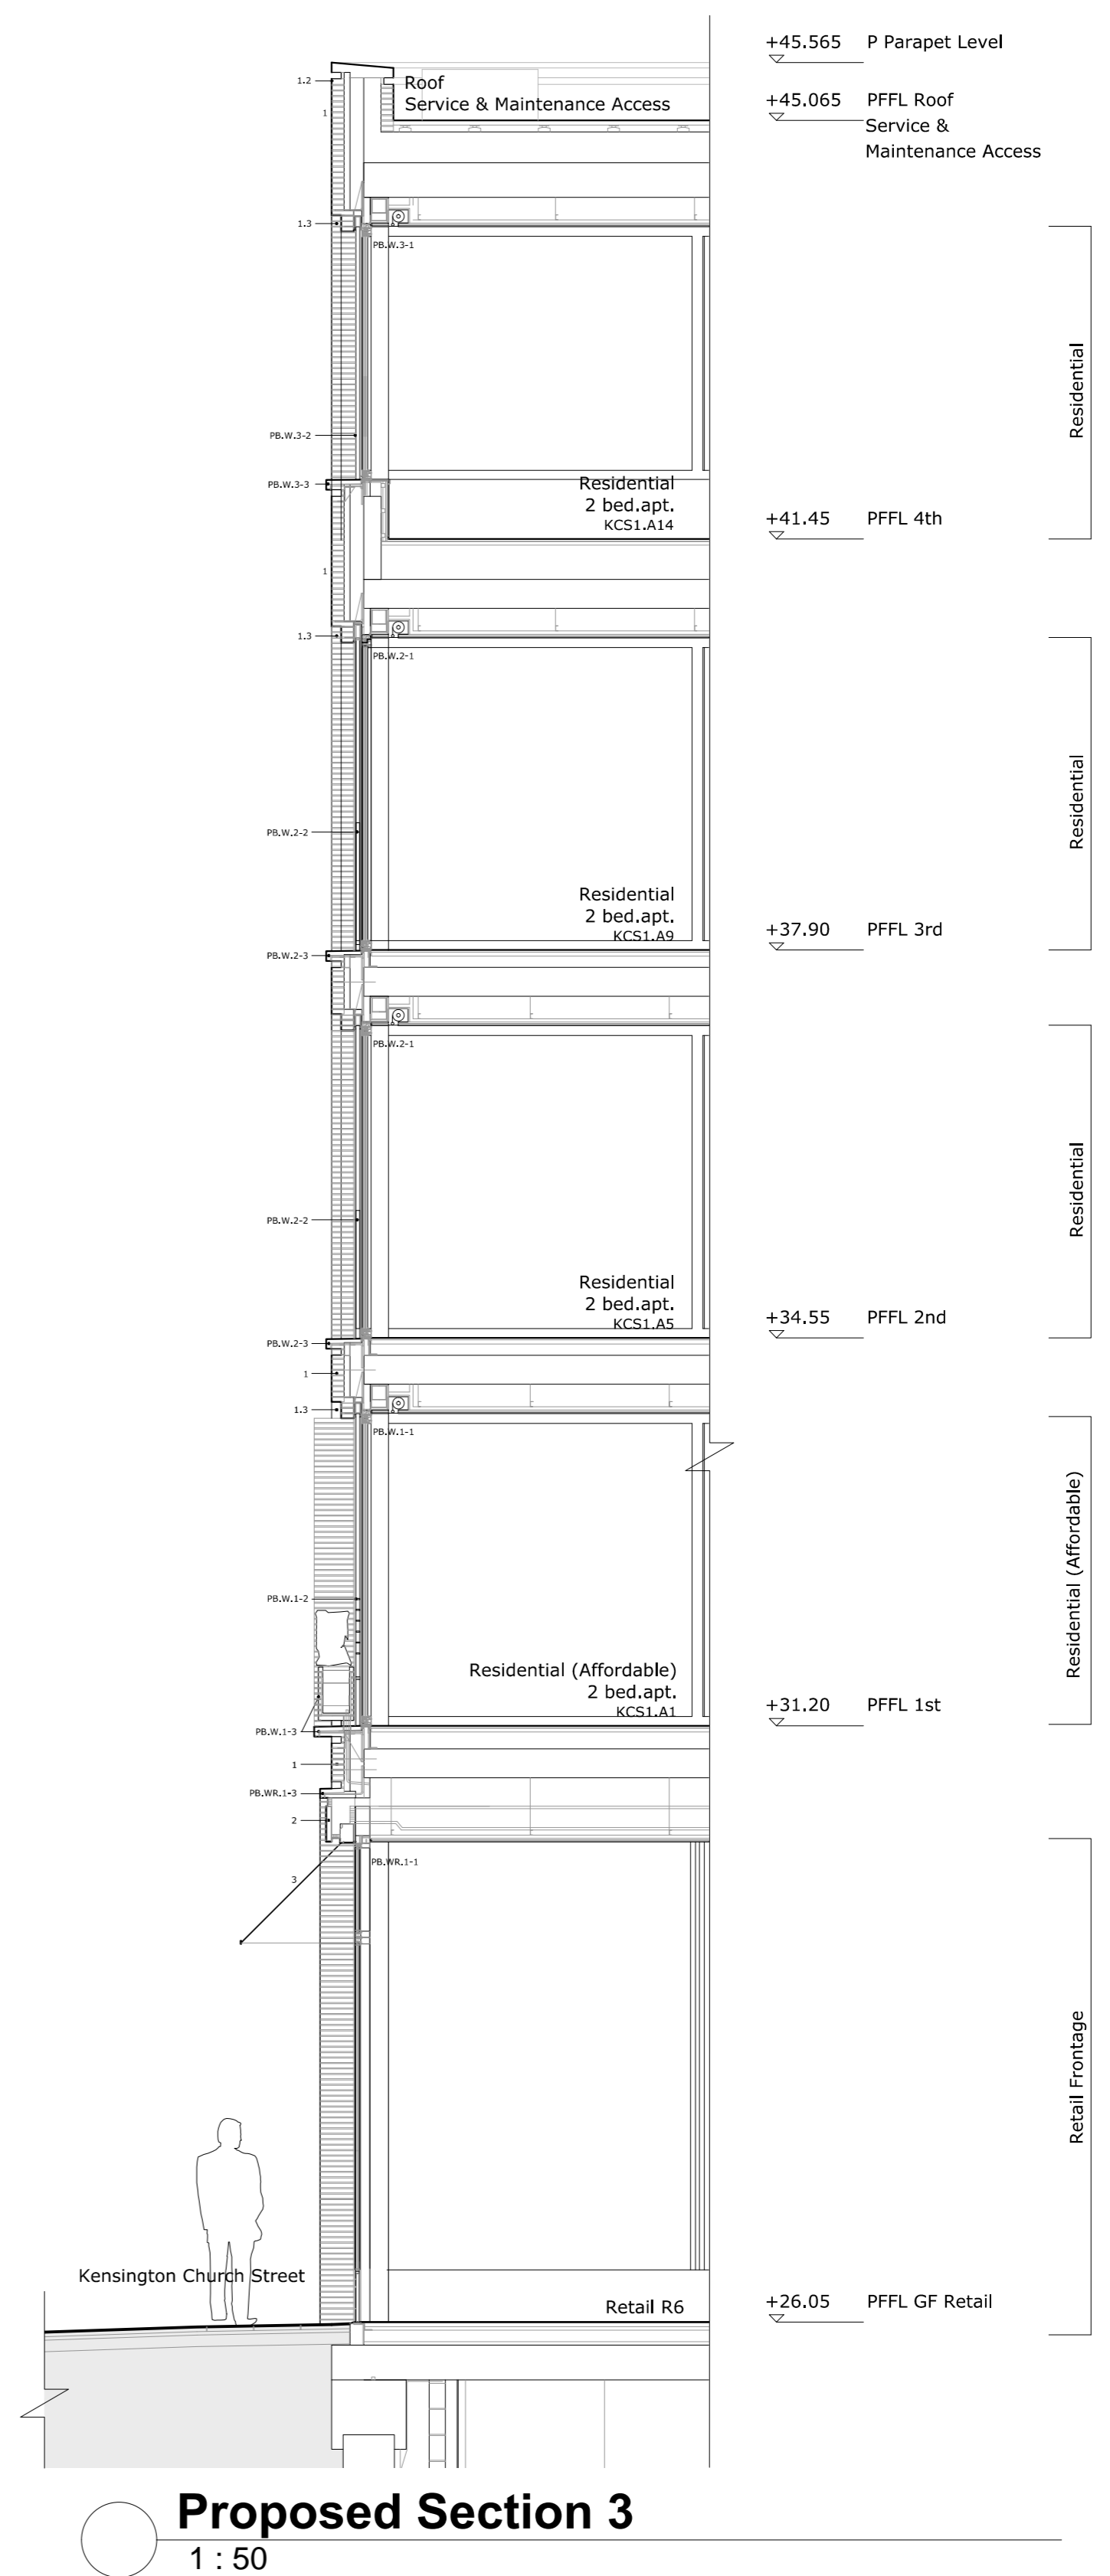 +45.565 P Parapet Level
1.2
Roof
Service & Maintenance Access
+45.065 PFFL Roof
Service &
Maintenance Access
1
1.3
PB.W.3-1
Residential
PB.W.3-2
PB.W.3-3
Residential
2 bed.apt.
KCS1.A14
+41.45 PFFL 4th
1
1.3
PB.W.2-1
Residential
PB.W.2-2
Residential
2 bed.apt.
KCS1.A9
+37.90 PFFL 3rd
PB.W.2-3
PB.W.2-1
Residential
PB.W.2-2
Residential
2 bed.apt.
KCS1.A5
+34.55 PFFL 2nd
PB.W.2-3
1
1.3
PB.W.1-1
Residential (Affordable)
PB.W.1-2
Residential (Affordable)
2 bed.apt.
KCS1.A1
+31.20 PFFL 1st
PB.W.1-3
1
PB.WR.1-3
2
PB.WR.1-1
3
Retail Frontage
Kensington Church Street
Retail R6
+26.05 PFFL GF Retail
Proposed Section 3
1 : 50